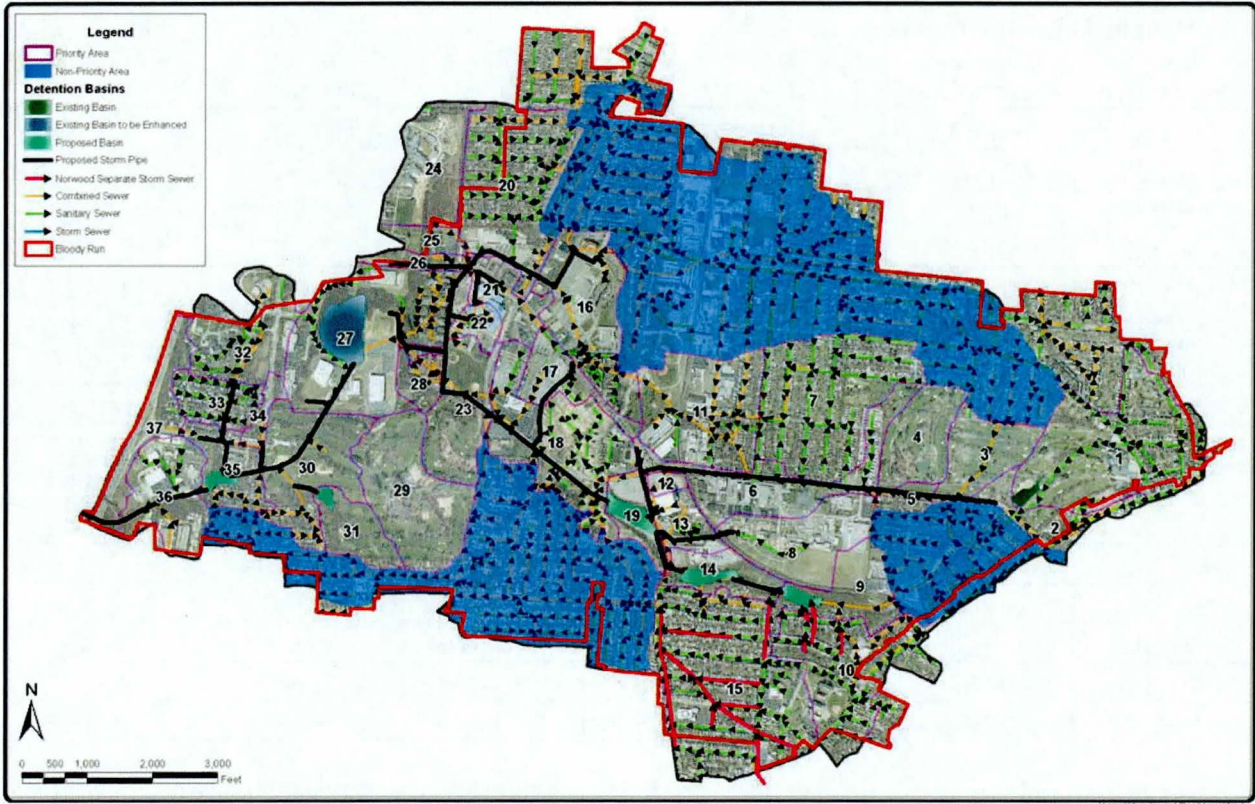 Legend
Priority Area
Non-Priority Area
Detention Basins
Existing Basin
Existing Basin to be Enhanced
Proposed Basin
Proposed Storm Pipe
Norwood Separate Storm Sewer
Combined Sewer
Sanitary Sewer
Storm Sewer
Bloody Run
24
20
25
26
21
16
22
27
32
28
17
11
7
4
3
1
33
34
23
37
18
35
30
29
12
6
5
36
19
13
2
31
8
14
9
10
15
N
0 500 1,000 2,000 3,000
Feet